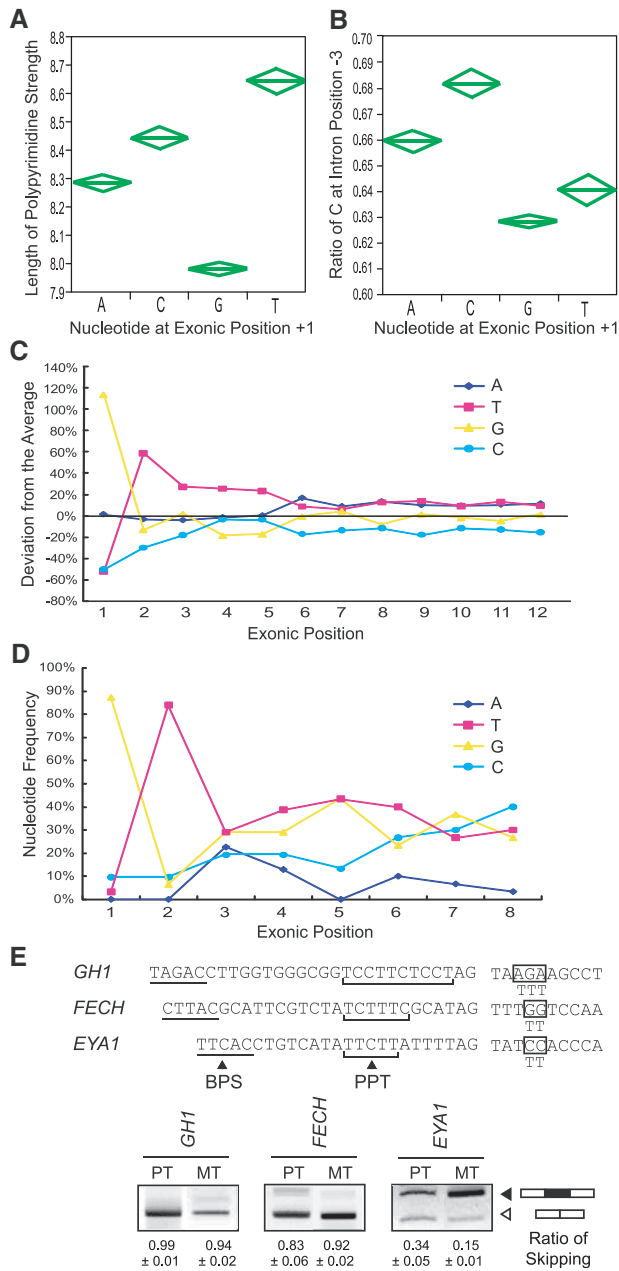 A
Length of Polypyrimidine Strength
8.8
8.7
8.6
8.5
8.4
8.3
8.2
8.1
8.0
7.9
A C G T
Nucleotide at Exonic Position +1
B
Ratio of C at Intron Position -3
0.70
0.69
0.68
0.67
0.66
0.65
0.64
0.63
0.62
0.61
0.60
A C G T
Nucleotide at Exonic Position +1
C
Deviation from the Average
140%
120%
100%
80%
60%
40%
20%
0%
-20%
-40%
-60%
-80%
1 2 3 4 5 6 7 8 9 10 11 12
Exonic Position
A
T
G
C
D
Nucleotide Frequency
100%
90%
80%
70%
60%
50%
40%
30%
20%
10%
0%
1 2 3 4 5 6 7 8
Exonic Position
A
T
G
C
E
GH1 TAGACCTTGGTGGGCGGTCCTTCTCCTAG TAAGAAGCCT
TTT
FECH CTTACGCATTCGTCTATCTTTCGCATAG TTTGGTCCAA
TT
EYA1 TTCACCTGTCATATTCTTATTTTAG TATCCACCCA
TT
BPS PPT
GH1 FECH EYA1
PT MT PT MT PT MT
0.99 0.94 0.83 0.92 0.34 0.15
± 0.01 ± 0.02 ± 0.06 ± 0.02 ± 0.05 ± 0.01
Ratio of
Skipping